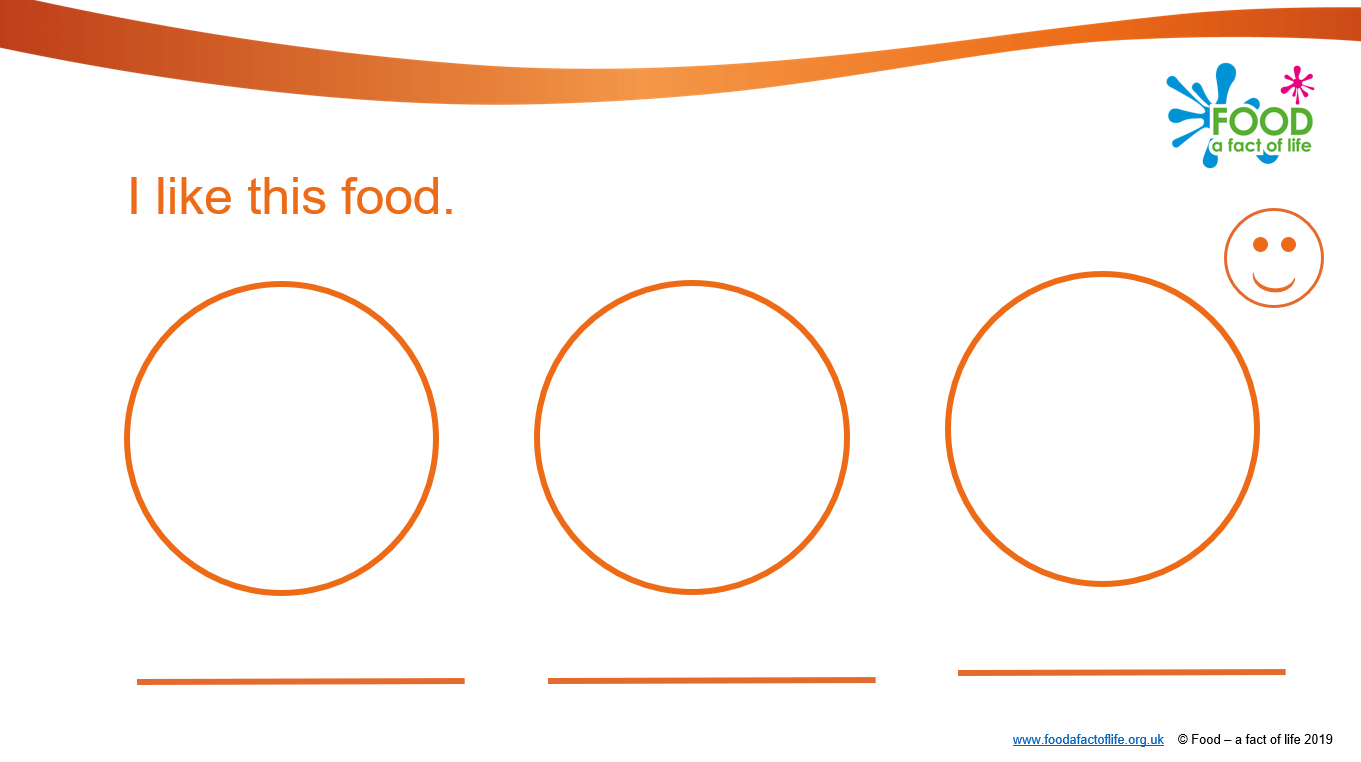 FOOD
a fact of life
I like this food.
www.foodafactoflife.org.uk © Food – a fact of life 2019